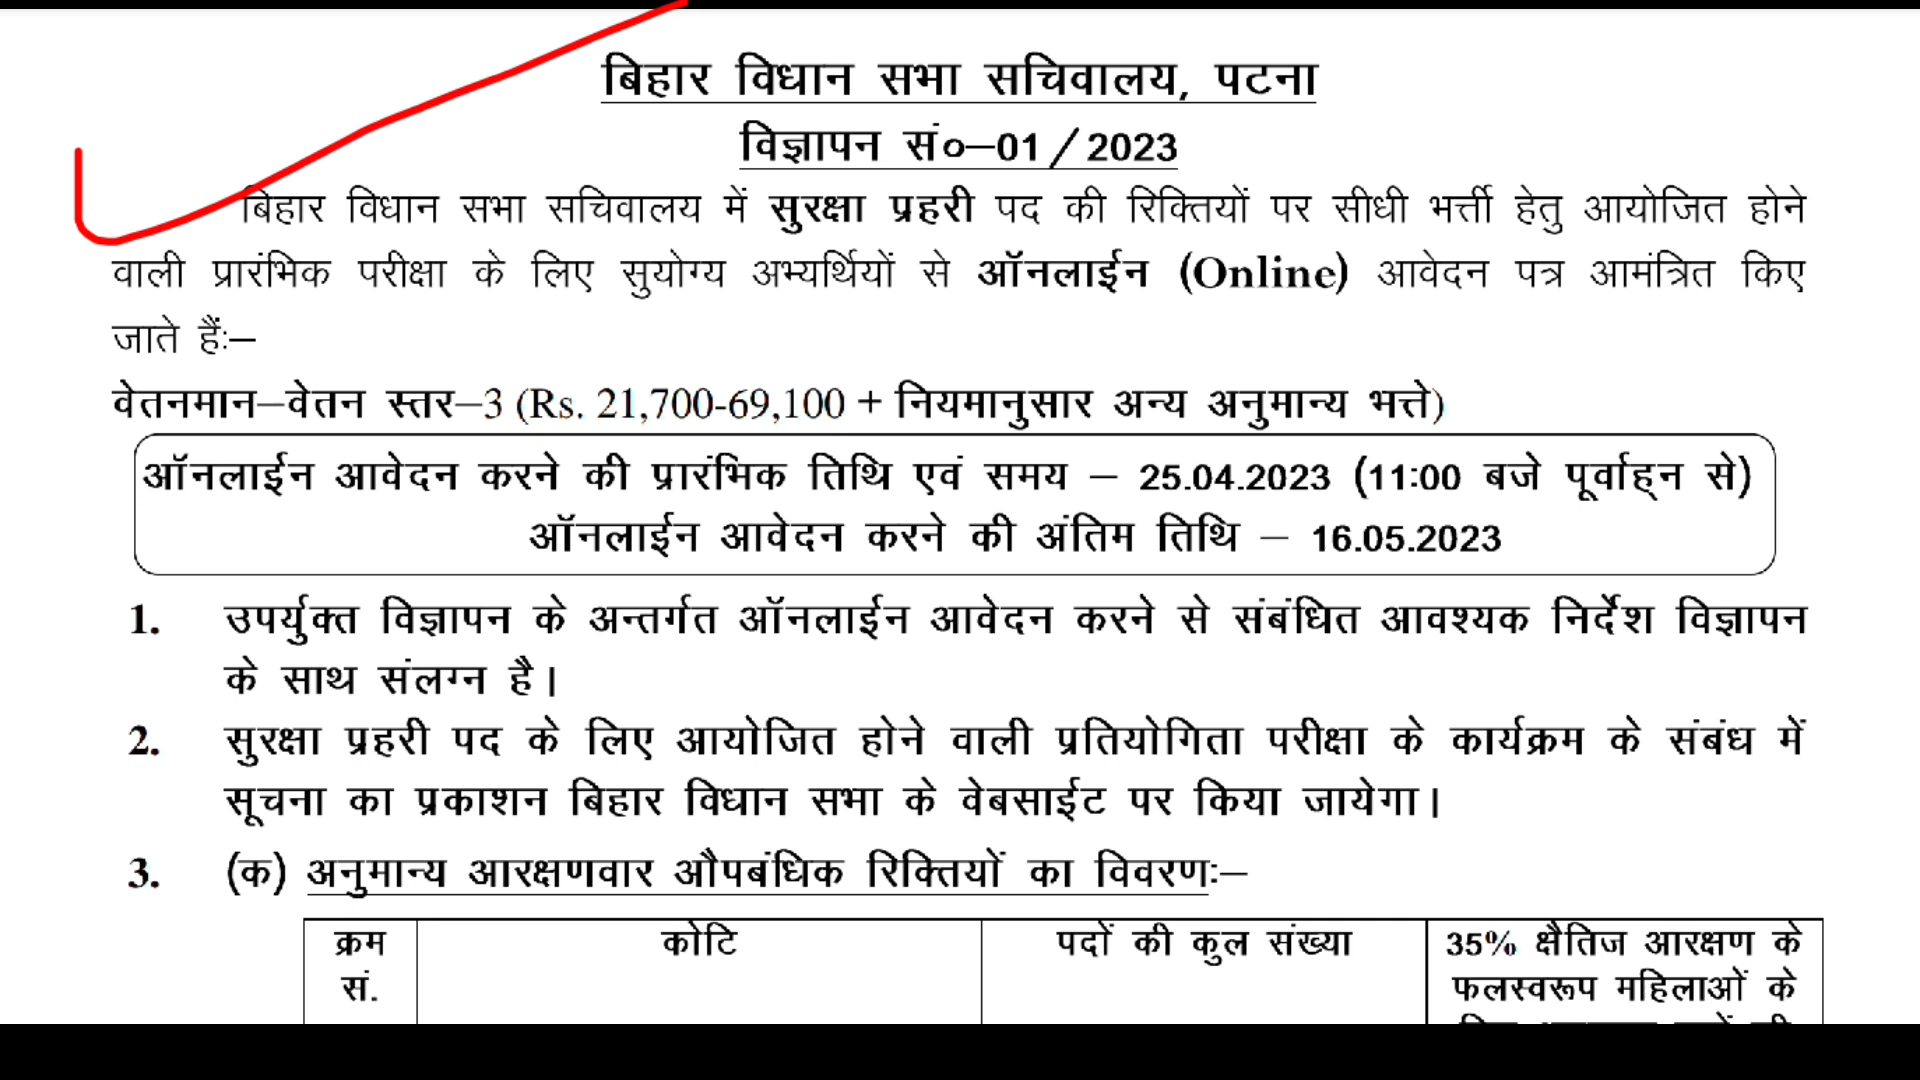 बिहार विधान सभा सचिवालय, पटना
विज्ञापन सं०–01 / 2023
बिहार विधान सभा सचिवालय में सुरक्षा प्रहरी पद की रिक्तियों पर सीधी भर्त्ती हेतु आयोजित होने
वाली प्रारंभिक परीक्षा के लिए सुयोग्य अभ्यर्थियों से ऑनलाईन (Online) आवेदन पत्र आमंत्रित किए
जाते हैंः–
वेतनमान–वेतन स्तर–3 (Rs. 21,700-69,100 + नियमानुसार अन्य अनुमान्य भत्ते)
ऑनलाईन आवेदन करने की प्रारंभिक तिथि एवं समय – 25.04.2023 (11:00 बजे पूर्वाह्न से)
ऑनलाईन आवेदन करने की अंतिम तिथि – 16.05.2023
1. उपर्युक्त विज्ञापन के अन्तर्गत ऑनलाईन आवेदन करने से संबंधित आवश्यक निर्देश विज्ञापन
के साथ संलग्न है।
2. सुरक्षा प्रहरी पद के लिए आयोजित होने वाली प्रतियोगिता परीक्षा के कार्यक्रम के संबंध में
सूचना का प्रकाशन बिहार विधान सभा के वेबसाईट पर किया जायेगा।
3. (क) अनुमान्य आरक्षणवार औपबंधिक रिक्तियों का विवरणः–
क्रम कोटि पदों की कुल संख्या 35% क्षैतिज आरक्षण के
सं. फलस्वरूप महिलाओं के